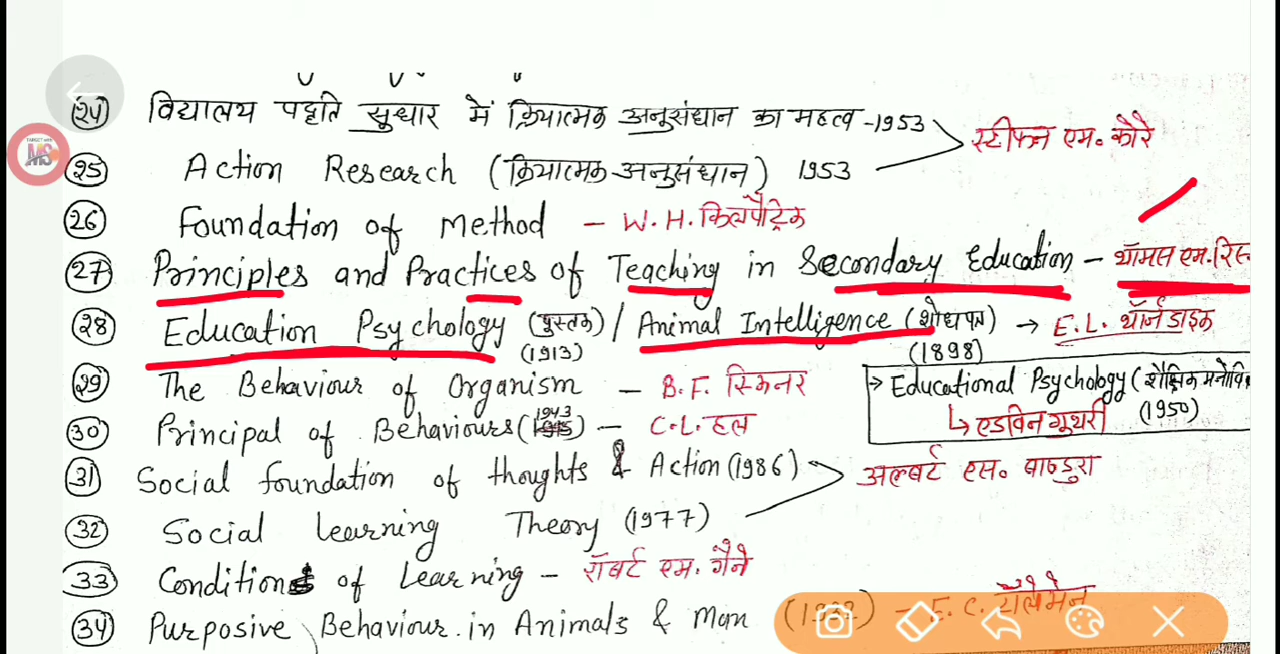 (24) विद्यालय पद्दति सुधार में क्रियात्मक अनुसंधान का महत्व -1953
स्टीफन एम. कौरे
(25) Action Research (क्रियात्मक-अनुसंधान) 1953
(26) Foundation of Method - W.H.किलपैट्रिक
(27) Principles and Practices of Teaching in Secondary Education - थॉमस एम.रिस
(28) Education Psychology (पुस्तक) / Animal Intelligence (शोधपत्र) → E.L. थॉर्नडाइक
(1913) (1898)
(29) The Behaviour of Organism - B.F. स्किनर
→ Educational Psychology (शैक्षिक मनोवि
(1950)
↳ एडविन गूथरी
(30) Principal of Behaviours (1943) - C.L. हल
(31) Social foundation of thoughts & Action (1986)
अल्बर्ट एस. बाण्डुरा
(32) Social learning Theory (1977)
(33) Conditions of Learning - रॉबर्ट एम. गैने
(34) Purposive Behaviour in Animals & Man - E.C. टॉलमैन
MS